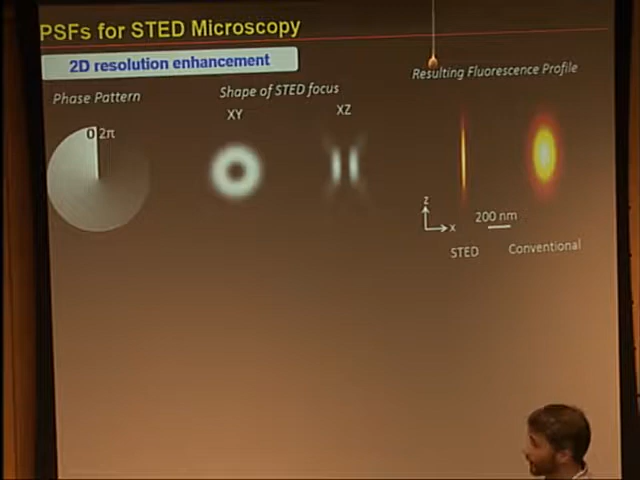 PSFs for STED Microscopy
2D resolution enhancement
Phase Pattern
Shape of STED focus
Resulting Fluorescence Profile
XY
XZ
0 2π
z
x
200 nm
STED
Conventional